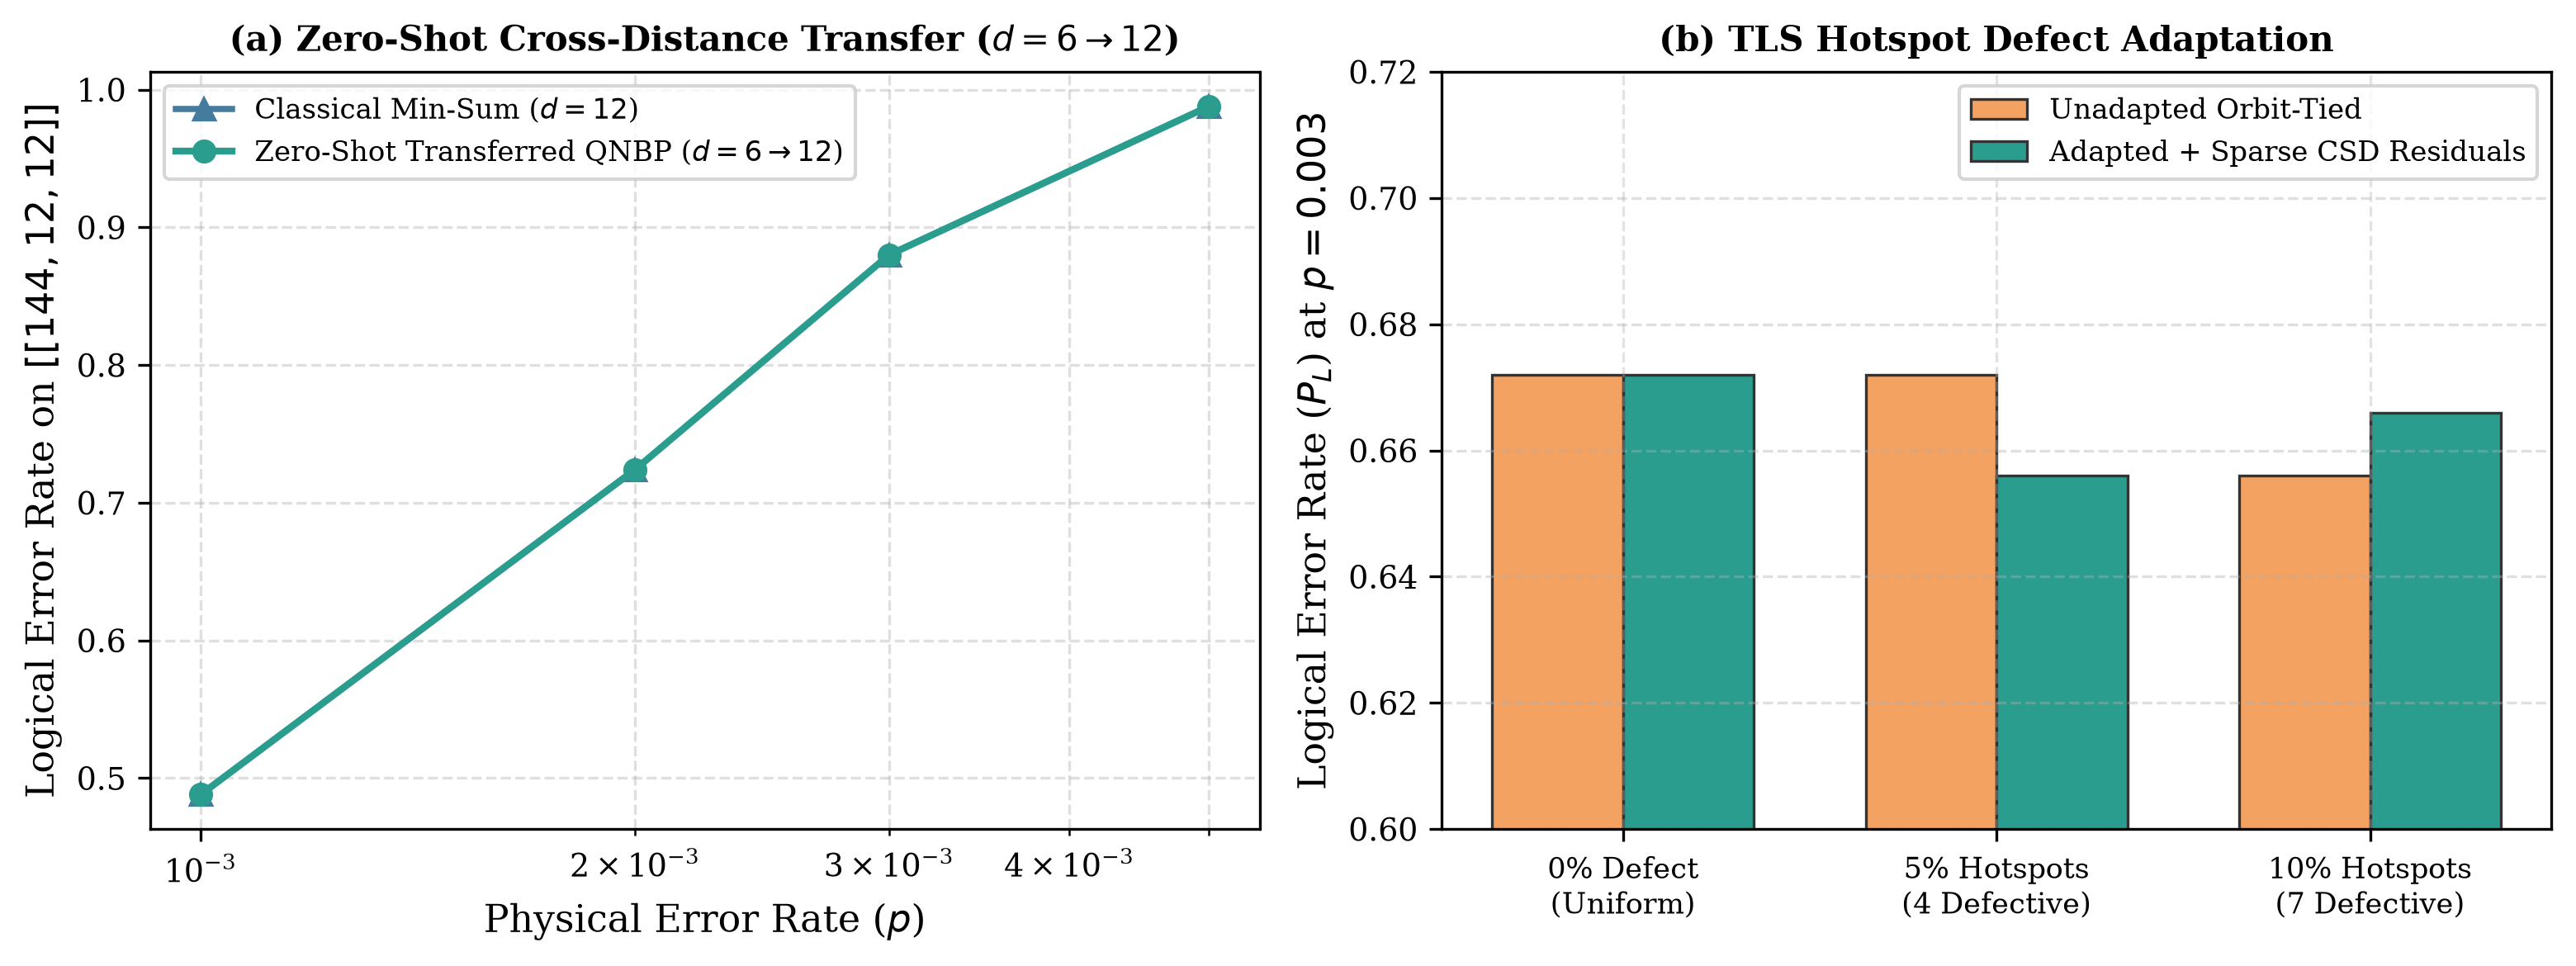 (a) Zero-Shot Cross-Distance Transfer (d = 6 → 12)
Logical Error Rate on [[144, 12, 12]]
1.0
0.9
0.8
0.7
0.6
0.5
Classical Min-Sum (d = 12)
Zero-Shot Transferred QNBP (d = 6 → 12)
10⁻³
2 × 10⁻³
3 × 10⁻³
4 × 10⁻³
Physical Error Rate (p)
(b) TLS Hotspot Defect Adaptation
Logical Error Rate (P_L) at p = 0.003
0.72
0.70
0.68
0.66
0.64
0.62
0.60
Unadapted Orbit-Tied
Adapted + Sparse CSD Residuals
0% Defect
(Uniform)
5% Hotspots
(4 Defective)
10% Hotspots
(7 Defective)